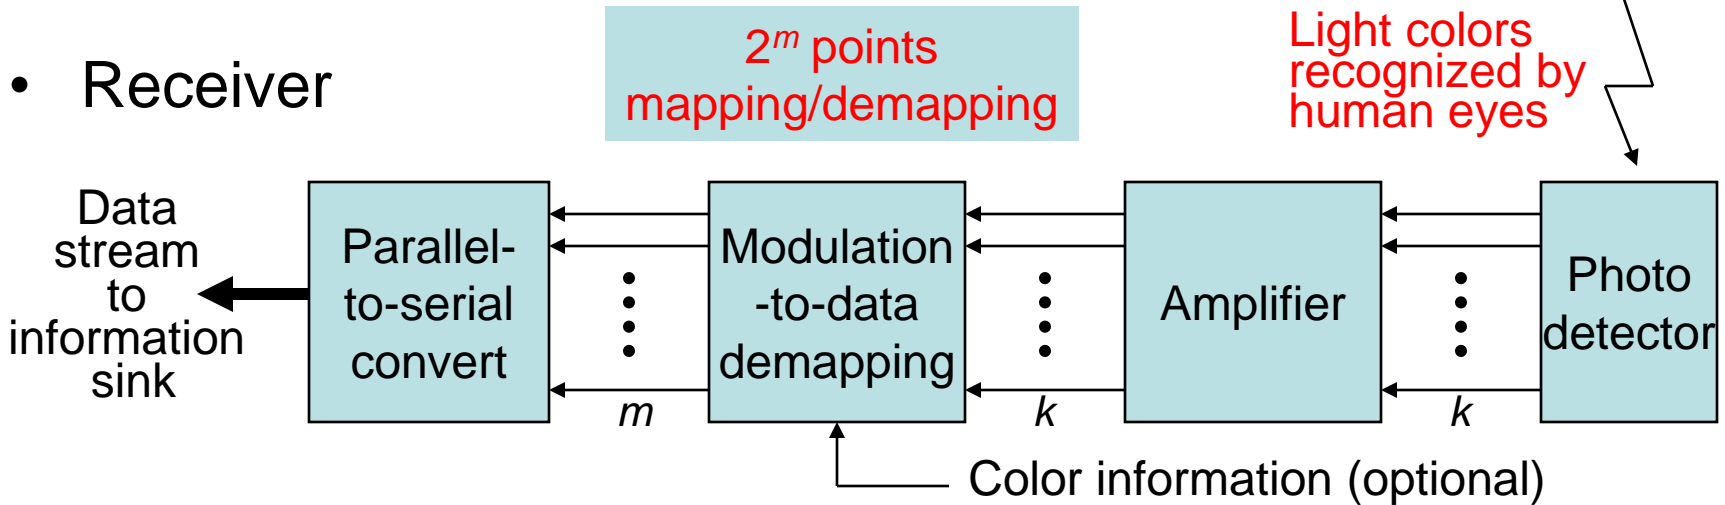 • Receiver
2^m points
mapping/demapping
Light colors
recognized by
human eyes
Data
stream
to
information
sink
Parallel-
to-serial
convert
m
Modulation
-to-data
demapping
k
Amplifier
k
Photo
detector
Color information (optional)